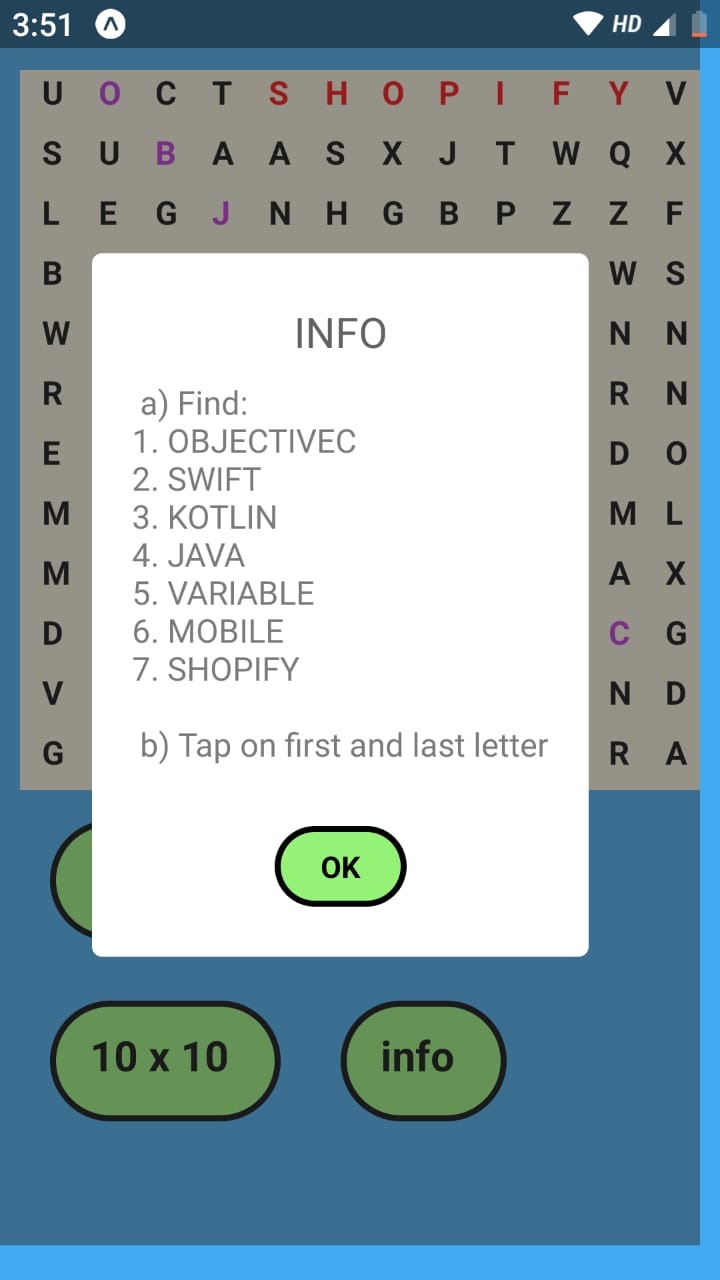 3:51 HD
U O C T S H O P I F Y V
S U B A A S X J T W Q X
L E G J N H G B P Z Z F
B W S
W N N
R R N
E D O
M M L
M A X
D C G
V N D
G R A
INFO
a) Find:
1. OBJECTIVEC
2. SWIFT
3. KOTLIN
4. JAVA
5. VARIABLE
6. MOBILE
7. SHOPIFY
b) Tap on first and last letter
OK
10 x 10 info